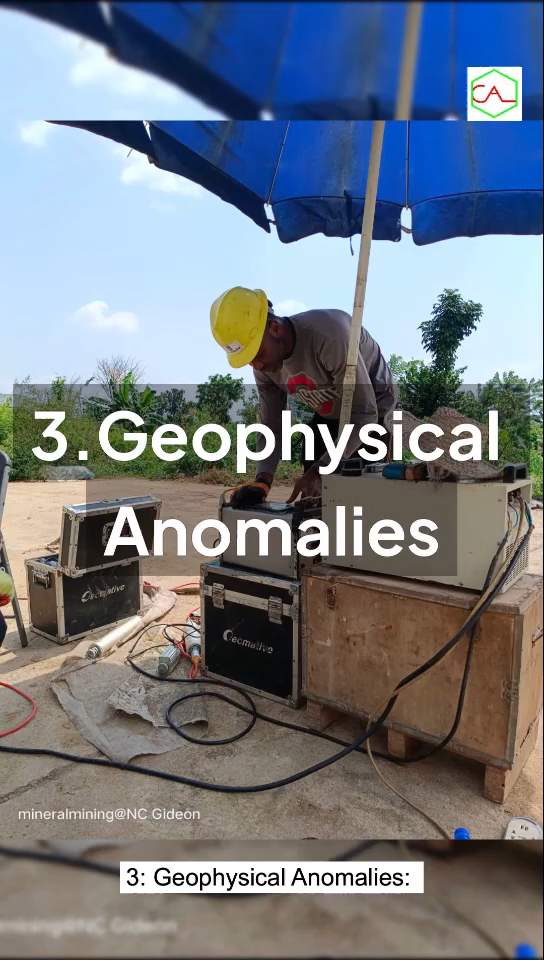 CAL
3.Geophysical
Anomalies
Geomative
Geomative
mineralmining@NC Gideon
3: Geophysical Anomalies: